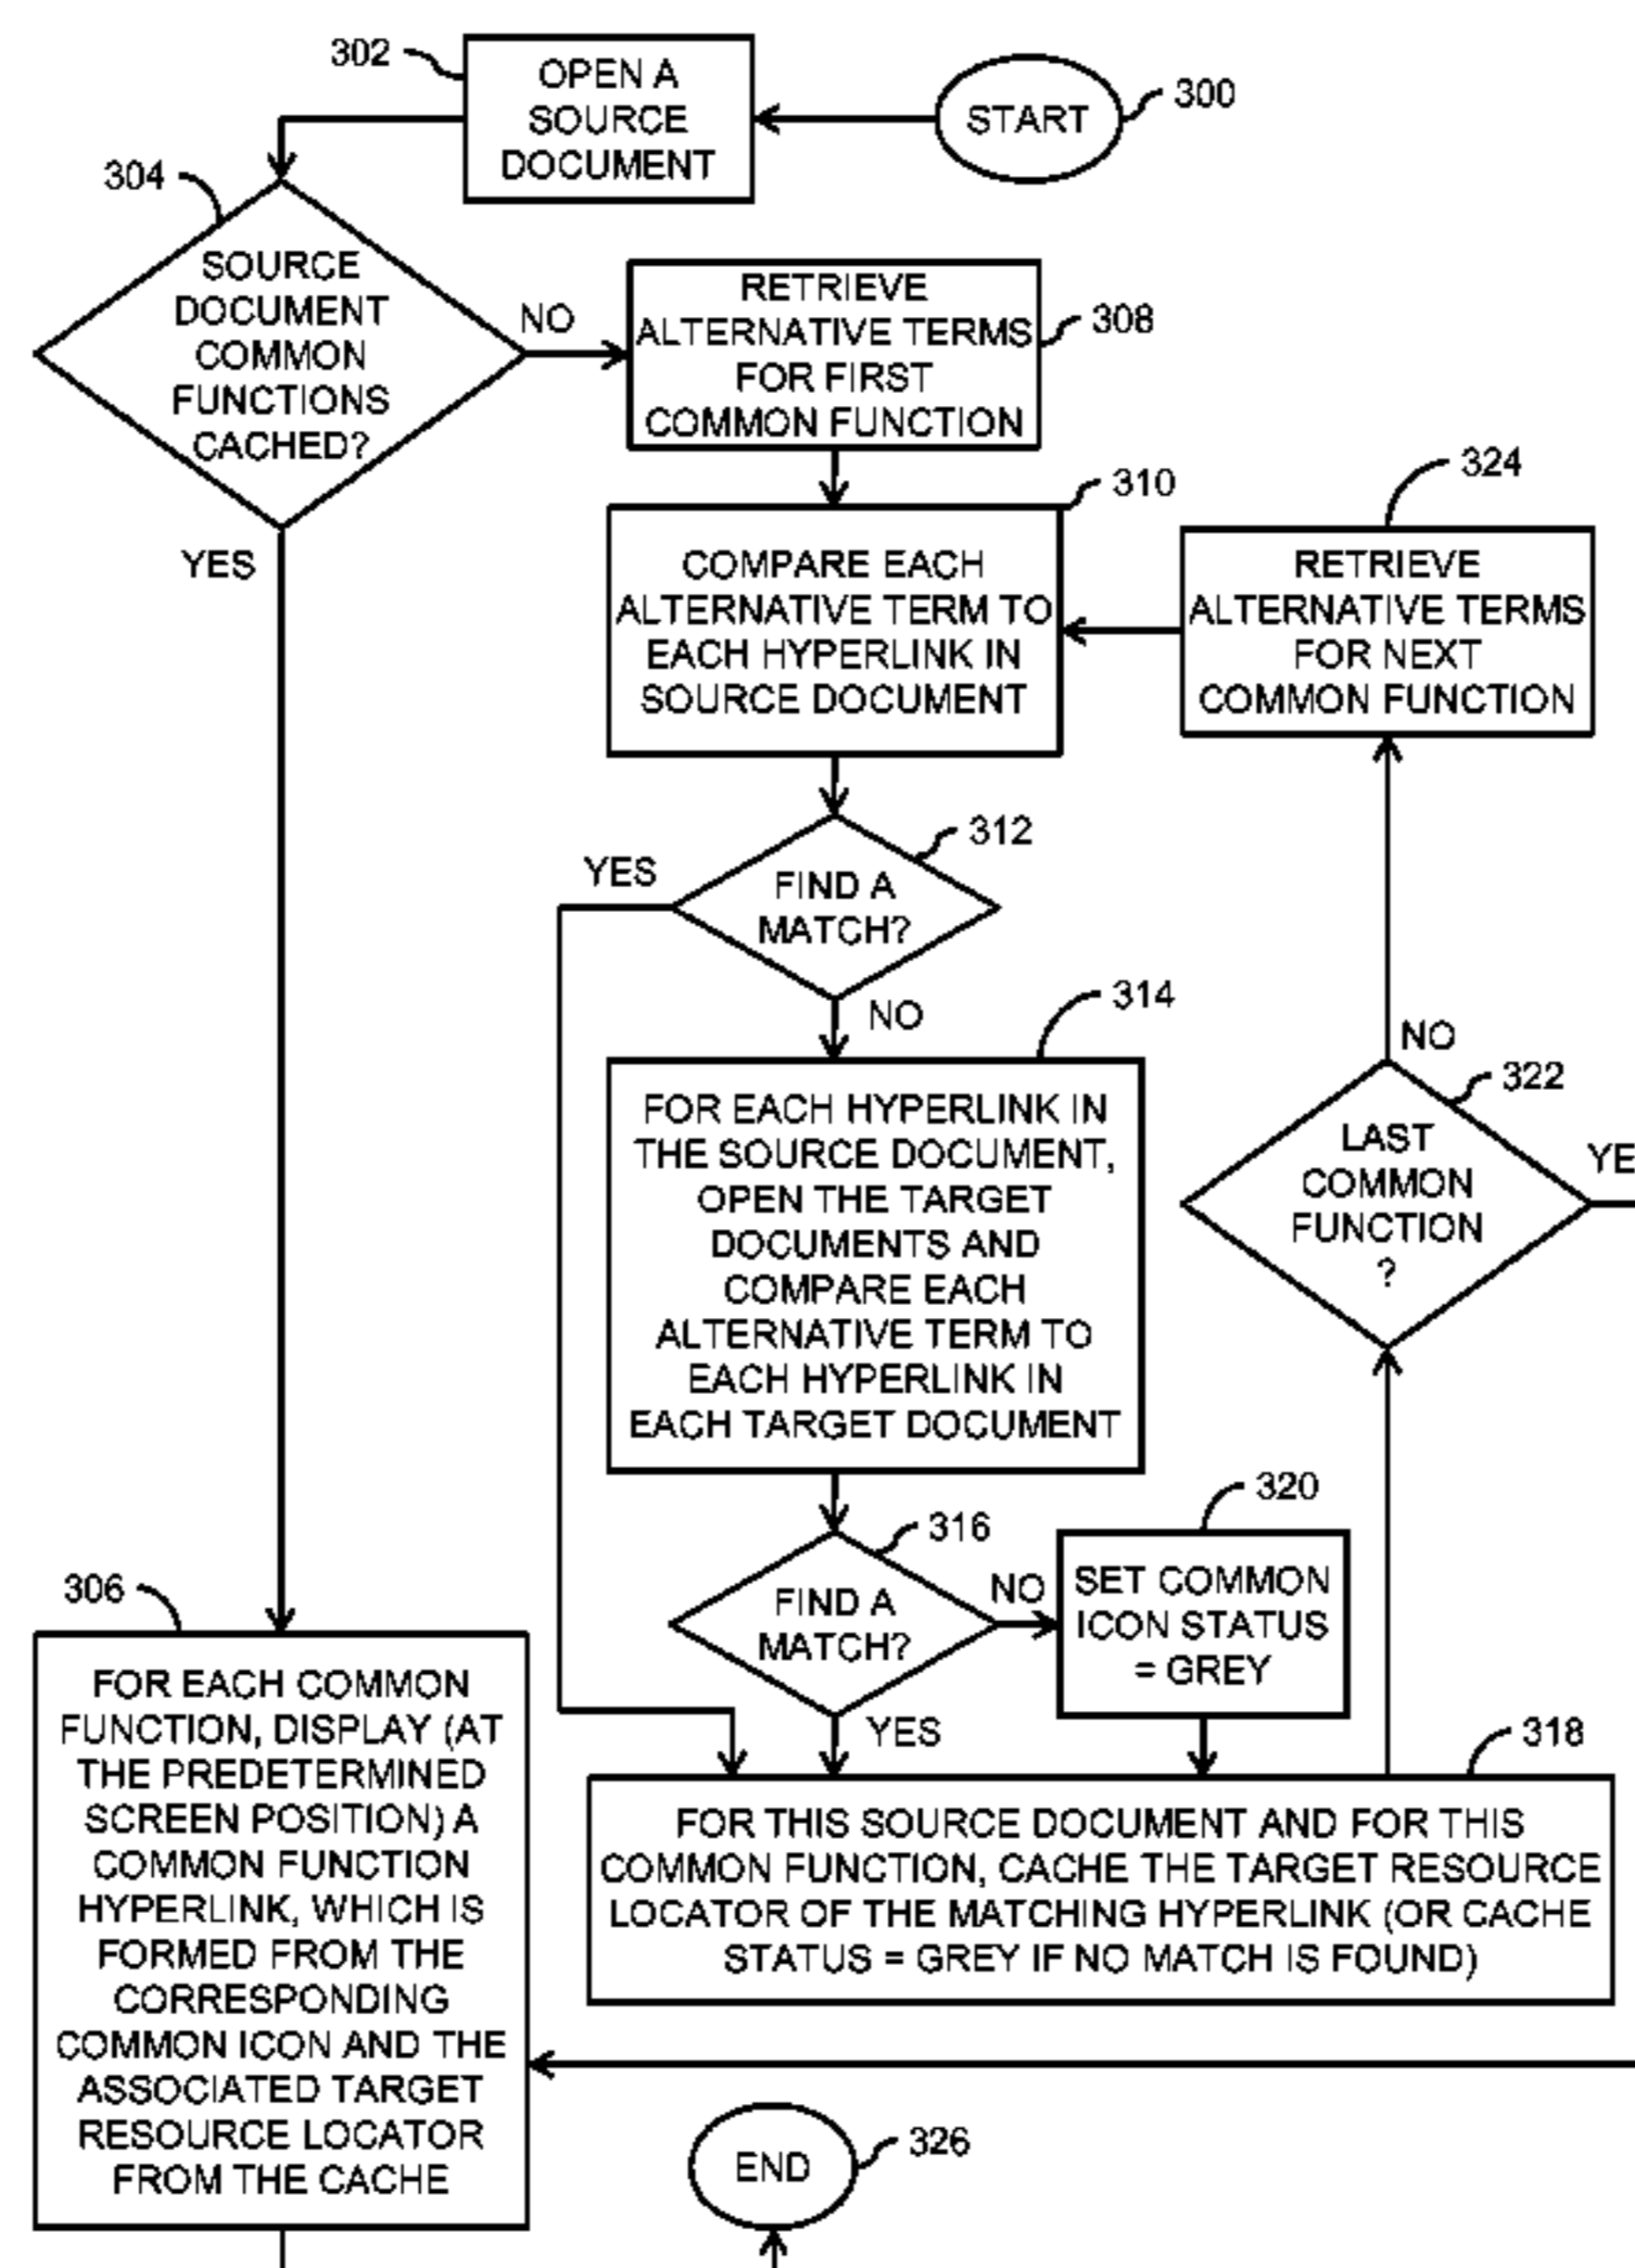 302
OPEN A
SOURCE
DOCUMENT
START
300
304
SOURCE
DOCUMENT
COMMON
FUNCTIONS
CACHED?
NO
YES
RETRIEVE
ALTERNATIVE TERMS
FOR FIRST
COMMON FUNCTION
308
310
COMPARE EACH
ALTERNATIVE TERM TO
EACH HYPERLINK IN
SOURCE DOCUMENT
324
RETRIEVE
ALTERNATIVE TERMS
FOR NEXT
COMMON FUNCTION
312
YES
FIND A
MATCH?
NO
314
FOR EACH HYPERLINK IN
THE SOURCE DOCUMENT,
OPEN THE TARGET
DOCUMENTS AND
COMPARE EACH
ALTERNATIVE TERM TO
EACH HYPERLINK IN
EACH TARGET DOCUMENT
NO
322
LAST
COMMON
FUNCTION
?
YE
316
FIND A
MATCH?
NO
YES
320
SET COMMON
ICON STATUS
= GREY
318
FOR THIS SOURCE DOCUMENT AND FOR THIS
COMMON FUNCTION, CACHE THE TARGET RESOURCE
LOCATOR OF THE MATCHING HYPERLINK (OR CACHE
STATUS = GREY IF NO MATCH IS FOUND)
306
FOR EACH COMMON
FUNCTION, DISPLAY (AT
THE PREDETERMINED
SCREEN POSITION) A
COMMON FUNCTION
HYPERLINK, WHICH IS
FORMED FROM THE
CORRESPONDING
COMMON ICON AND THE
ASSOCIATED TARGET
RESOURCE LOCATOR
FROM THE CACHE
END
326